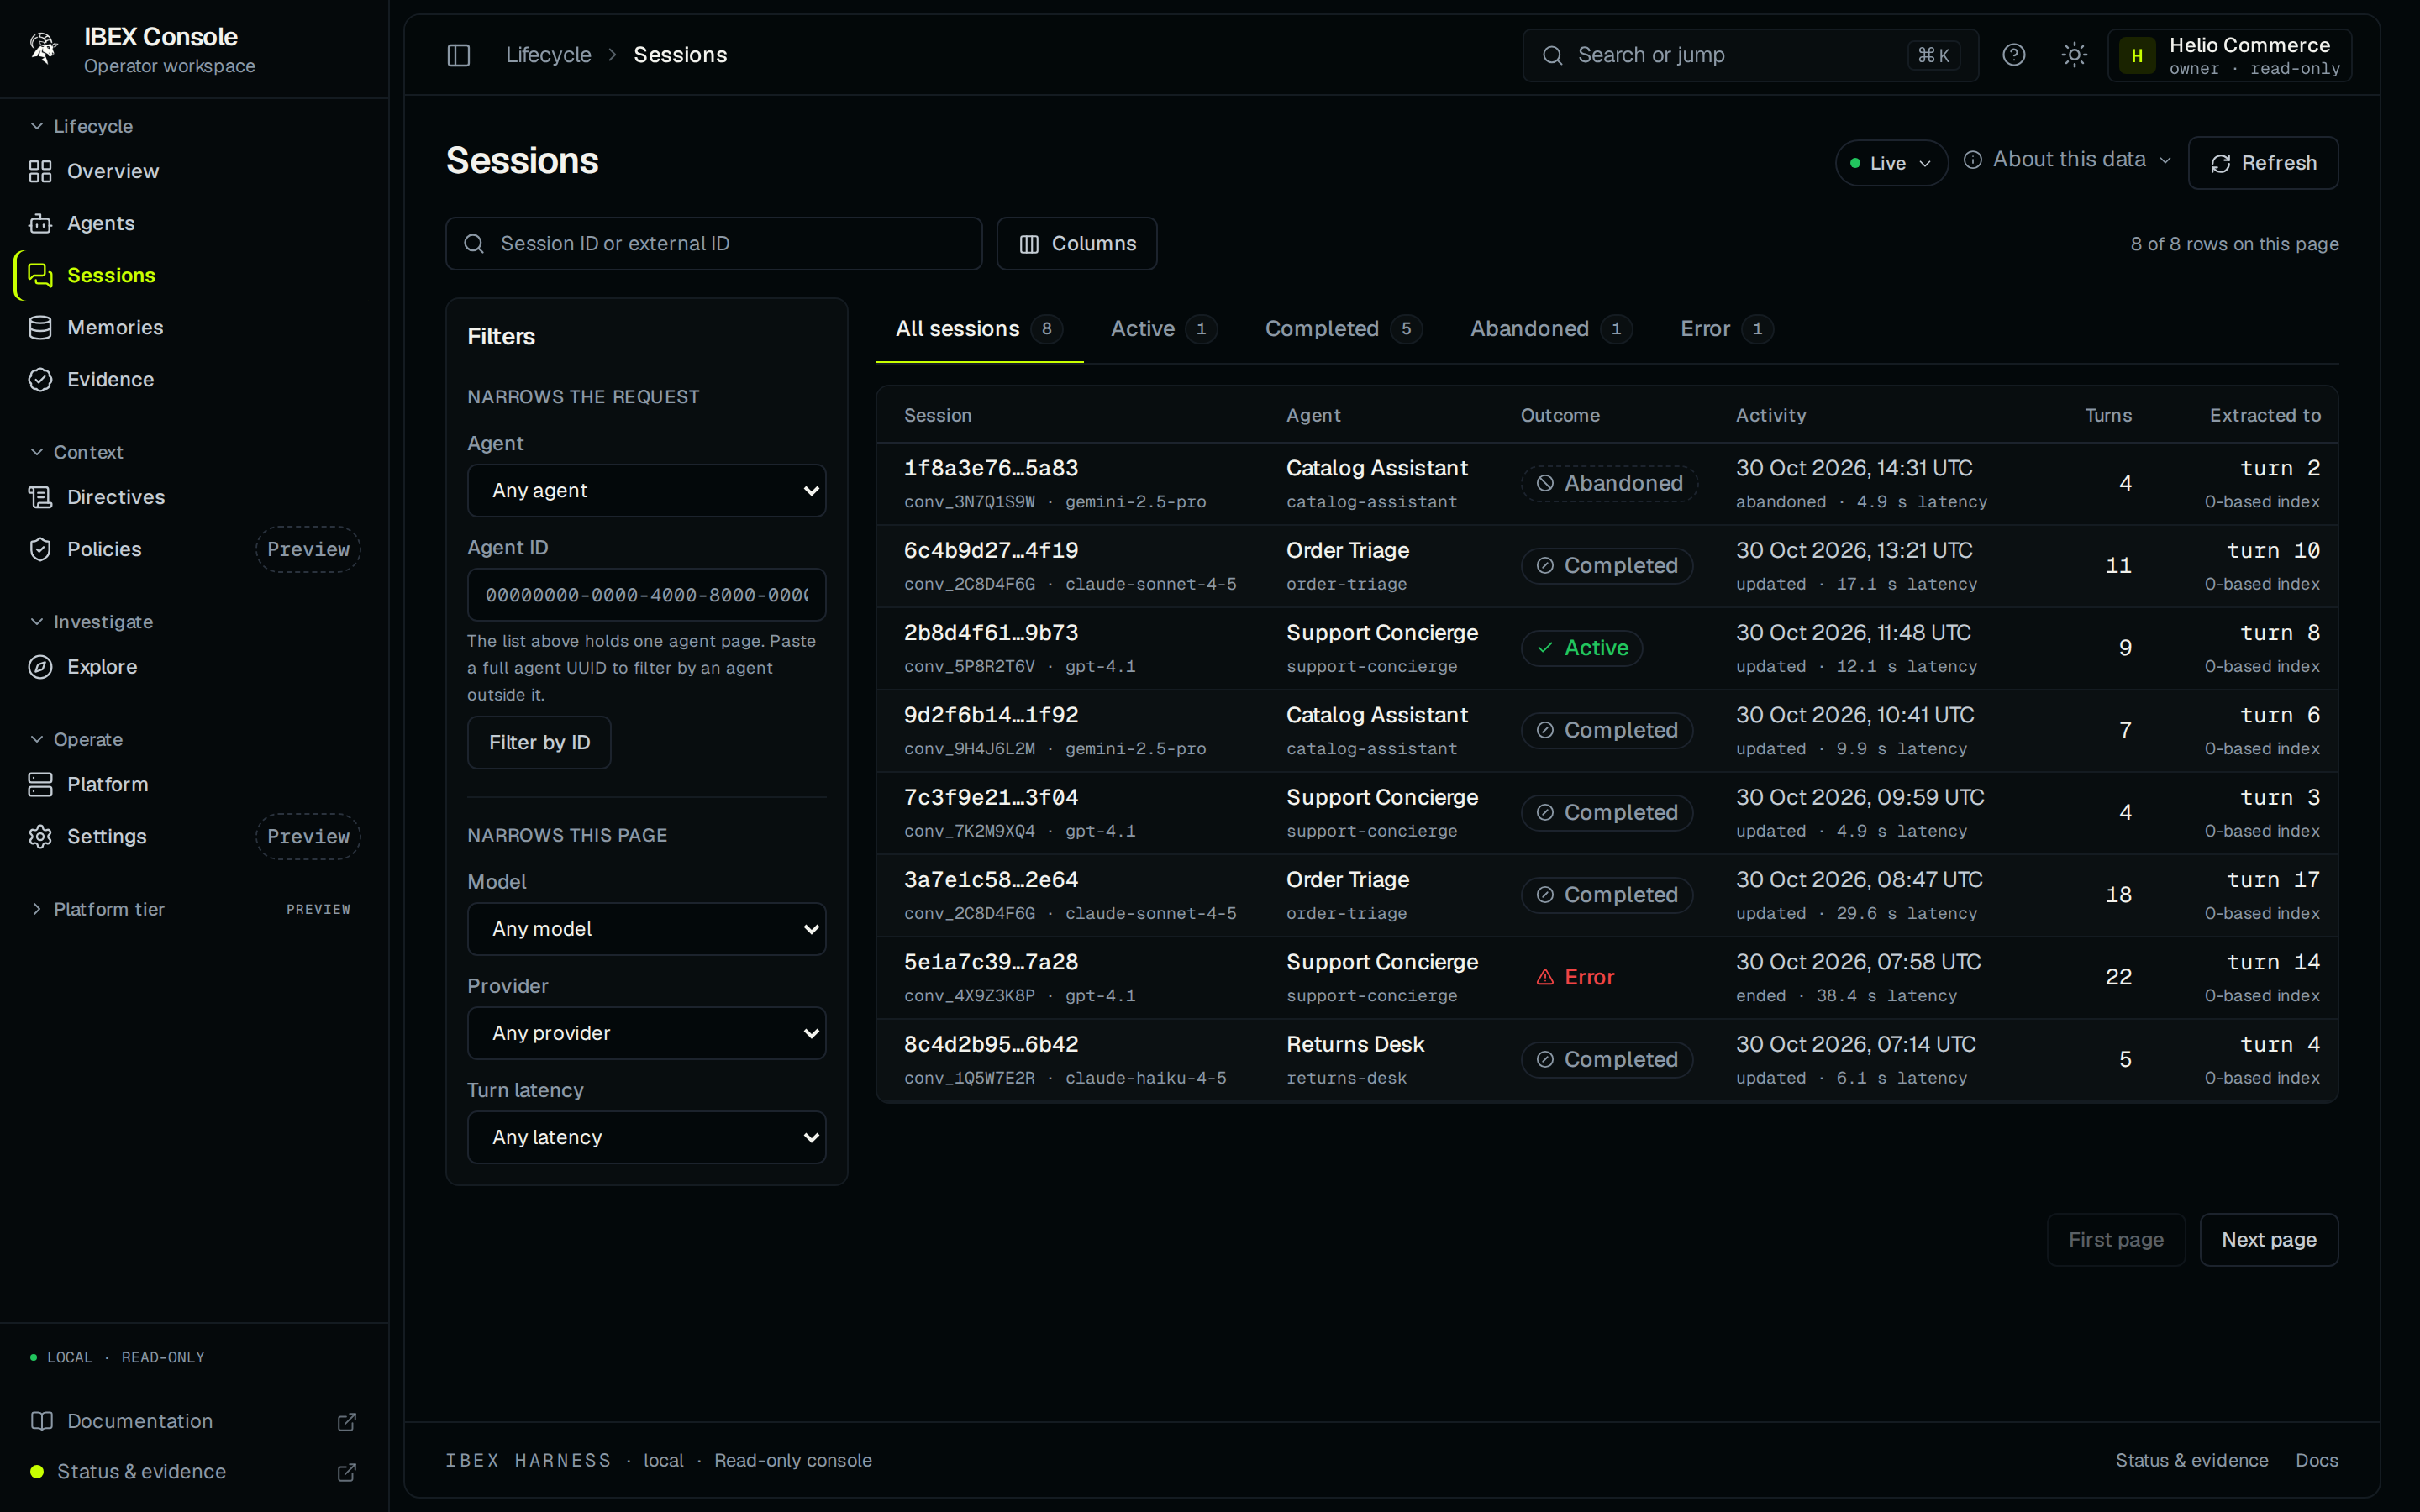 IBEX Console
Operator workspace
Lifecycle
Overview
Agents
Sessions
Memories
Evidence
Context
Directives
Policies Preview
Investigate
Explore
Operate
Platform
Settings Preview
Platform tier PREVIEW
LOCAL · READ-ONLY
Documentation
Status & evidence
Lifecycle > Sessions
Search or jump ⌘K
H
Helio Commerce
owner · read-only
Sessions
Live
About this data
Refresh
Session ID or external ID
Columns
8 of 8 rows on this page
Filters
NARROWS THE REQUEST
Agent
Any agent
Agent ID
00000000-0000-4000-8000-000
The list above holds one agent page. Paste
a full agent UUID to filter by an agent
outside it.
Filter by ID
NARROWS THIS PAGE
Model
Any model
Provider
Any provider
Turn latency
Any latency
All sessions 8 Active 1 Completed 5 Abandoned 1 Error 1
Session Agent Outcome Activity Turns Extracted to
1f8a3e76…5a83 Catalog Assistant Abandoned 30 Oct 2026, 14:31 UTC 4 turn 2
conv_3N7Q1S9W · gemini-2.5-pro catalog-assistant abandoned · 4.9 s latency 0-based index
6c4b9d27…4f19 Order Triage Completed 30 Oct 2026, 13:21 UTC 11 turn 10
conv_2C8D4F6G · claude-sonnet-4-5 order-triage updated · 17.1 s latency 0-based index
2b8d4f61…9b73 Support Concierge Active 30 Oct 2026, 11:48 UTC 9 turn 8
conv_5P8R2T6V · gpt-4.1 support-concierge updated · 12.1 s latency 0-based index
9d2f6b14…1f92 Catalog Assistant Completed 30 Oct 2026, 10:41 UTC 7 turn 6
conv_9H4J6L2M · gemini-2.5-pro catalog-assistant updated · 9.9 s latency 0-based index
7c3f9e21…3f04 Support Concierge Completed 30 Oct 2026, 09:59 UTC 4 turn 3
conv_7K2M9XQ4 · gpt-4.1 support-concierge updated · 4.9 s latency 0-based index
3a7e1c58…2e64 Order Triage Completed 30 Oct 2026, 08:47 UTC 18 turn 17
conv_2C8D4F6G · claude-sonnet-4-5 order-triage updated · 29.6 s latency 0-based index
5e1a7c39…7a28 Support Concierge Error 30 Oct 2026, 07:58 UTC 22 turn 14
conv_4X9Z3K8P · gpt-4.1 support-concierge ended · 38.4 s latency 0-based index
8c4d2b95…6b42 Returns Desk Completed 30 Oct 2026, 07:14 UTC 5 turn 4
conv_1Q5W7E2R · claude-haiku-4-5 returns-desk updated · 6.1 s latency 0-based index
First page Next page
IBEX HARNESS · local · Read-only console
Status & evidence Docs